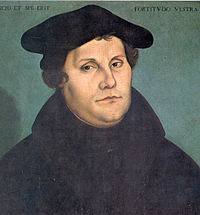 ET SPE ERIT FORTITVDO VESTRA